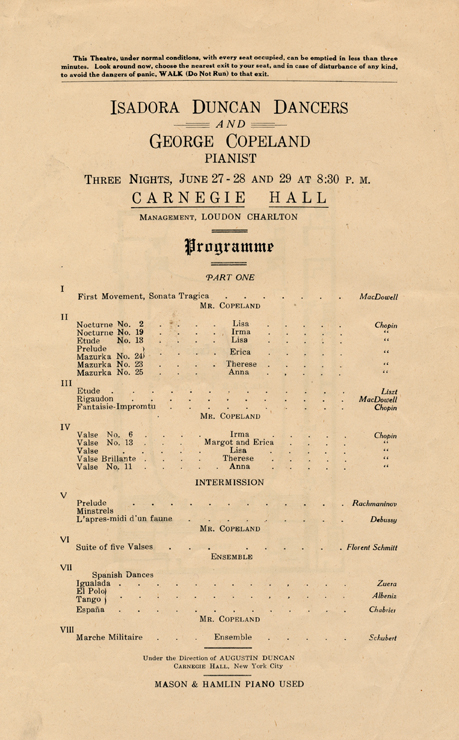 This Theatre, under normal conditions, with every seat occupied, can be emptied in less than three
minutes. Look around now, choose the nearest exit to your seat, and in case of disturbance of any kind,
to avoid the dangers of panic, WALK (Do Not Run) to that exit.
ISADORA DUNCAN DANCERS
AND
GEORGE COPELAND
PIANIST
THREE NIGHTS, JUNE 27-28 AND 29 AT 8:30 P. M.
CARNEGIE HALL
MANAGEMENT, LOUDON CHARLTON
Programme
PART ONE
I
First Movement, Sonata Tragica . . . . . . MacDowell
MR. COPELAND
II
Nocturne No. 2 . . . . Lisa . . . . . Chopin
Nocturne No. 19 . . . . Irma . . . . . "
Etude No. 13 . . . . Lisa . . . . . "
Prelude }
Mazurka No. 24} . . . . Erica . . . . . "
Mazurka No. 23 . . . . Therese . . . . . "
Mazurka No. 25 . . . . Anna . . . . . "
III
Etude . . . . . . . . . . . Liszt
Rigaudon . . . . . . . . . . . MacDowell
Fantaisie-Impromtu . . . . . . . . . Chopin
MR. COPELAND
IV
Valse No. 6 . . . . Irma . . . . . Chopin
Valse No. 13 . . . Margot and Erica . . . . "
Valse . . . . . Lisa . . . . . "
Valse Brillante . . . . Therese . . . . . "
Valse No. 11 . . . . Anna . . . . . "
INTERMISSION
V
Prelude . . . . . . . . . . . Rachmaninov
Minstrels
L'apres-midi d'un faune . . . . . . . . Debussy
MR. COPELAND
VI
Suite of five Valses . . . . . . . . Florent Schmitt
ENSEMBLE
VII
Spanish Dances
Igualada . . . . . . . . . . Zuera
El Polo}
Tango } . . . . . . . . . . Albeniz
España . . . . . . . . . . Chabrier
MR. COPELAND
VIII
Marche Militaire . . . . Ensemble . . . . . Schubert
Under the Direction of AUGUSTIN DUNCAN
CARNEGIE HALL, New York City
MASON & HAMLIN PIANO USED